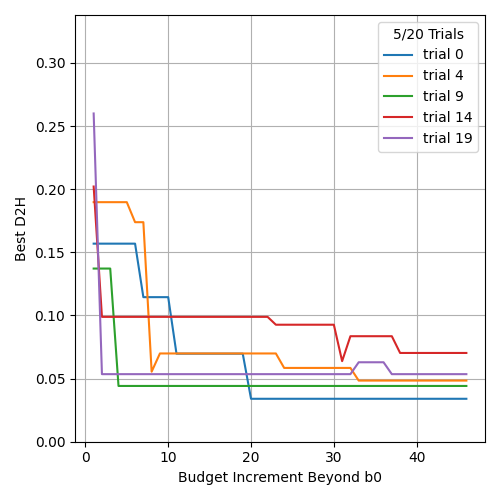 5/20 Trials
trial 0
trial 4
trial 9
trial 14
trial 19
0.30
0.25
0.20
0.15
0.10
0.05
0.00
Best D2H
0 10 20 30 40
Budget Increment Beyond b0